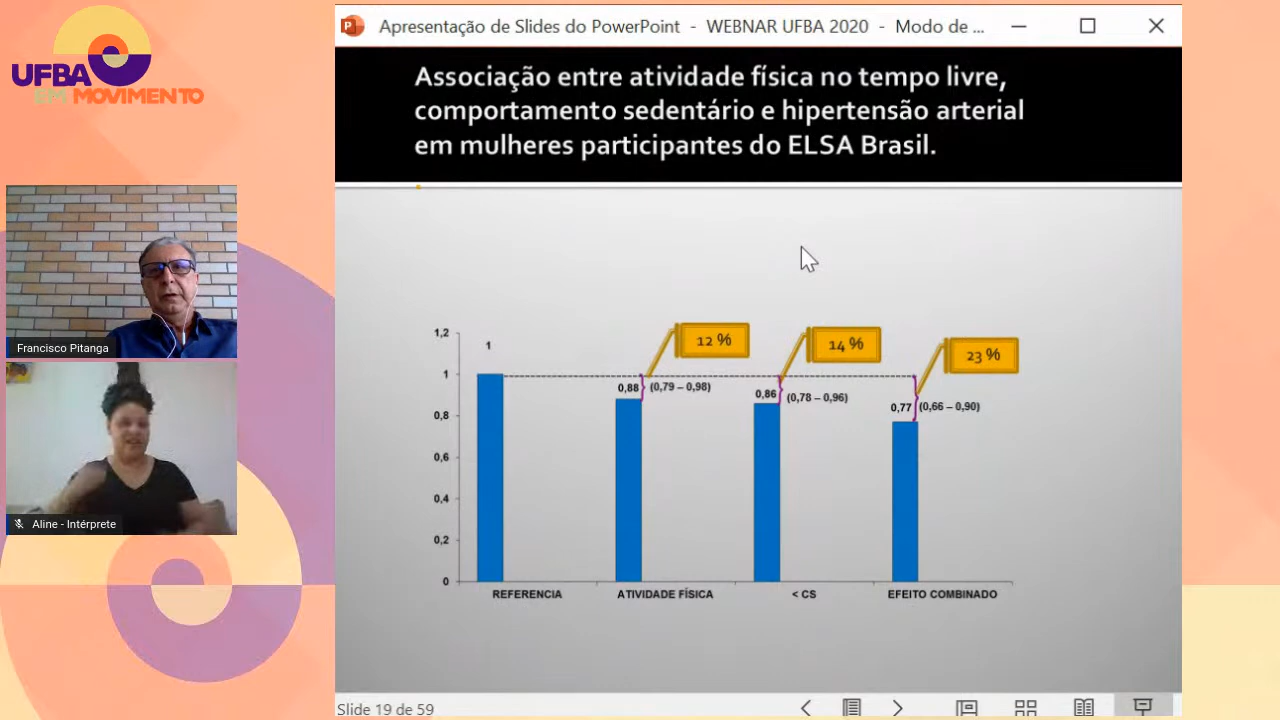 UFBA
EM MOVIMENTO
Apresentação de Slides do PowerPoint - WEBNAR UFBA 2020 - Modo de ...
Associação entre atividade física no tempo livre,
comportamento sedentário e hipertensão arterial
em mulheres participantes do ELSA Brasil.
Francisco Pitanga
Aline - Intérprete
1,2
1
0,8
0,6
0,4
0,2
0
1
0,88
(0,79 – 0,98)
12 %
0,86
(0,78 – 0,96)
14 %
0,77
(0,66 – 0,90)
23 %
REFERENCIA
ATIVIDADE FÍSICA
< CS
EFEITO COMBINADO
Slide 19 de 59